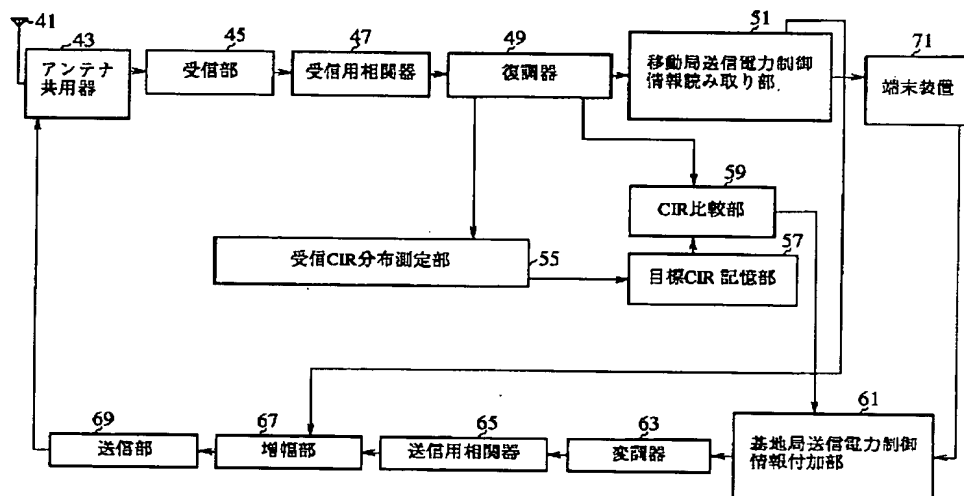 41
43
アンテナ
共用器
45
受信部
47
受信用相関器
49
復調器
51
移動局送信電力制御
情報読み取り部
71
端末装置
59
CIR比較部
受信CIR分布測定部
55
57
目標CIR 記憶部
69
送信部
67
増幅部
65
送信用相関器
63
変調器
61
基地局送信電力制御
情報付加部